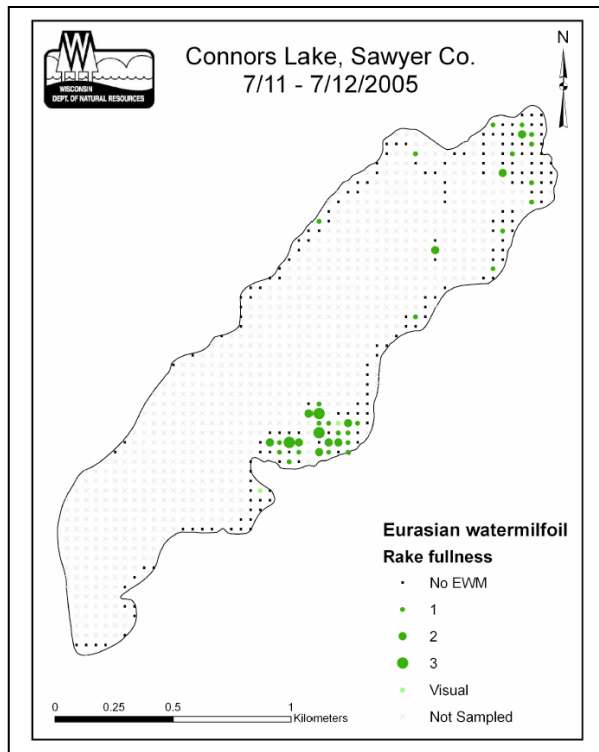 WISCONSIN
DEPT. OF NATURAL RESOURCES
Connors Lake, Sawyer Co.
7/11 - 7/12/2005
N
Eurasian watermilfoil
Rake fullness
No EWM
1
2
3
Visual
Not Sampled
0 0.25 0.5 1
Kilometers